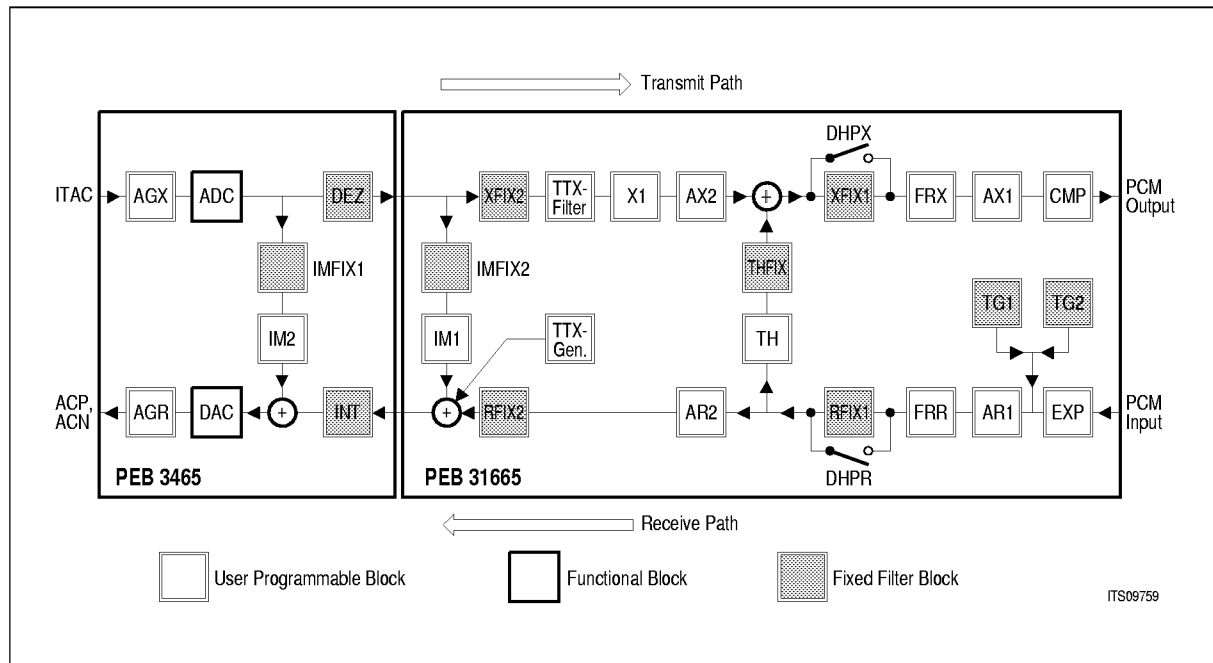 Transmit Path
DHPX
ITAC
AGX
ADC
DEZ
XFIX2
TTX-
Filter
X1
AX2
+
XFIX1
FRX
AX1
CMP
PCM
Output
IMFIX1
IMFIX2
THFIX
TG1
TG2
IM2
IM1
TTX-
Gen.
TH
ACP,
ACN
AGR
DAC
+
INT
+
RFIX2
AR2
RFIX1
FRR
AR1
EXP
PCM
Input
DHPR
PEB 3465
PEB 31665
Receive Path
User Programmable Block
Functional Block
Fixed Filter Block
ITS09759